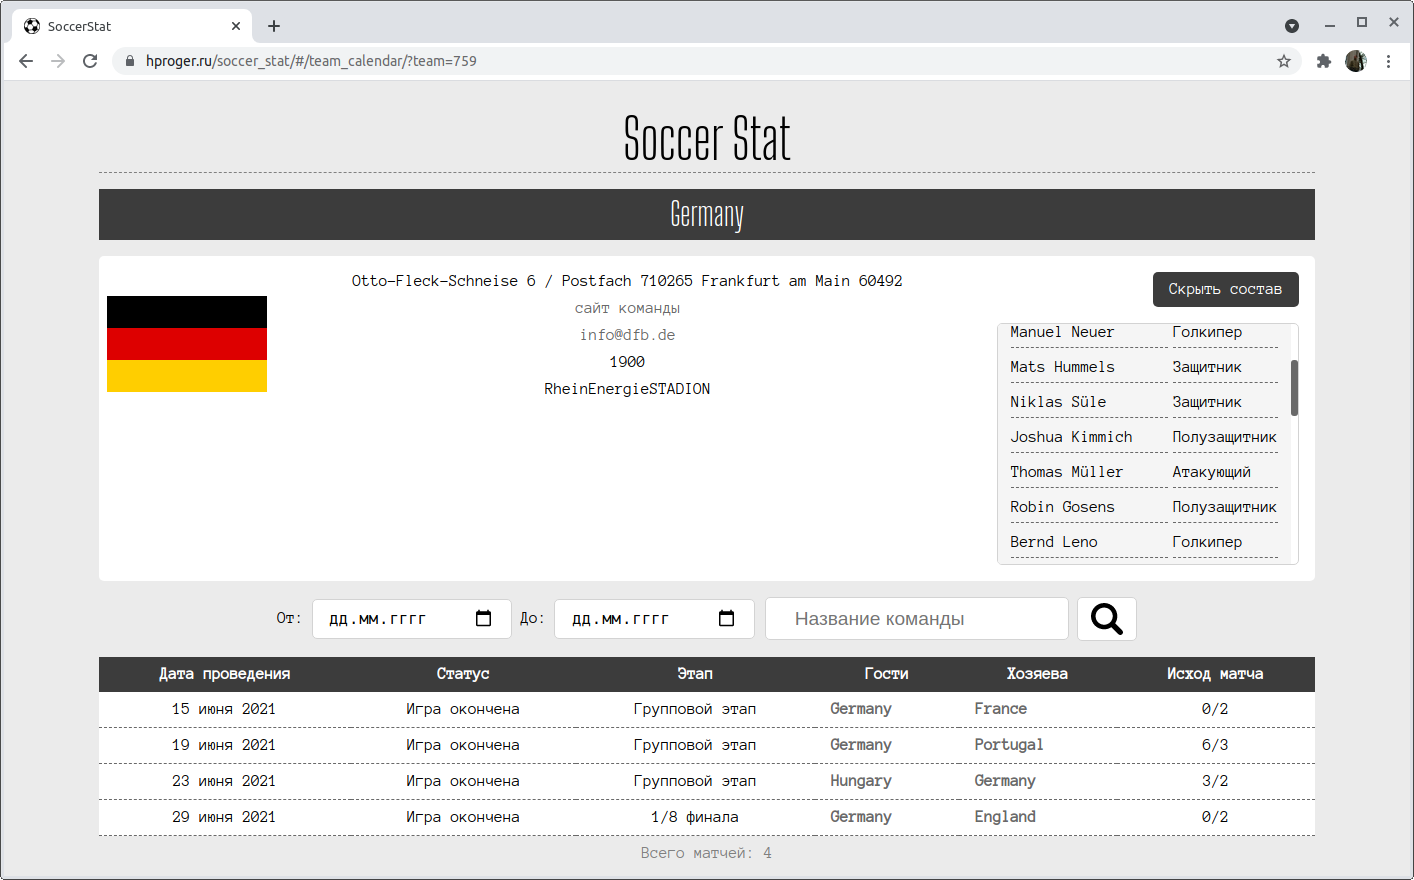 SoccerStat
hproger.ru/soccer_stat/#/team_calendar/?team=759
Soccer Stat
Germany
Otto-Fleck-Schneise 6 / Postfach 710265 Frankfurt am Main 60492
сайт команды
info@dfb.de
1900
RheinEnergieSTADION
Скрыть состав
Manuel Neuer Голкипер
Mats Hummels Защитник
Niklas Süle Защитник
Joshua Kimmich Полузащитник
Thomas Müller Атакующий
Robin Gosens Полузащитник
Bernd Leno Голкипер
От: дд.мм.гггг До: дд.мм.гггг Название команды
Дата проведения Статус Этап Гости Хозяева Исход матча
15 июня 2021 Игра окончена Групповой этап Germany France 0/2
19 июня 2021 Игра окончена Групповой этап Germany Portugal 6/3
23 июня 2021 Игра окончена Групповой этап Hungary Germany 3/2
29 июня 2021 Игра окончена 1/8 финала Germany England 0/2
Всего матчей: 4